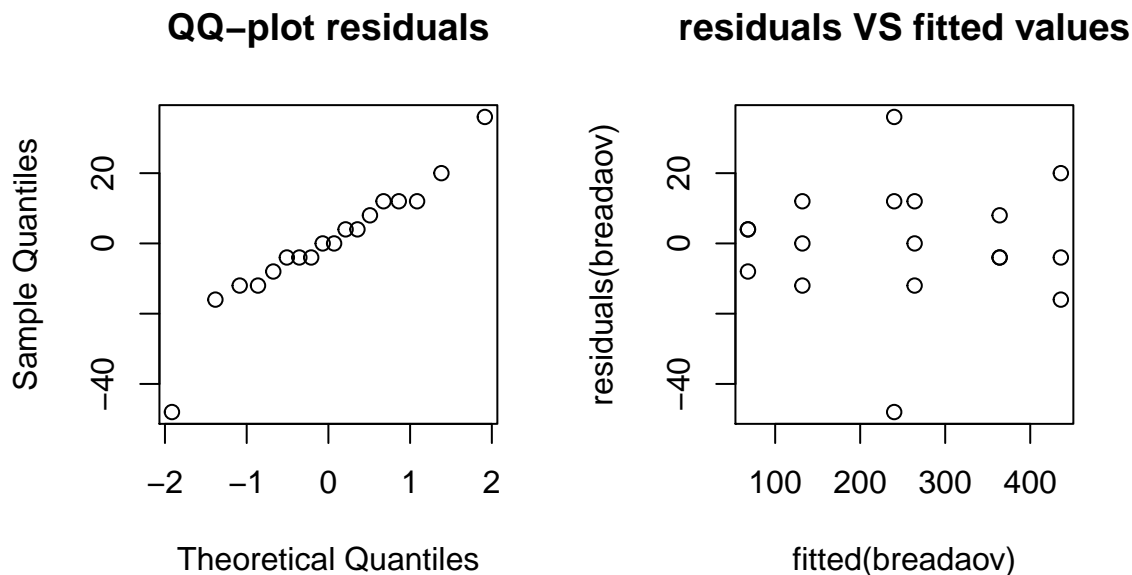 QQ−plot residuals
Sample Quantiles
20
0
−40
−2
−1
0
1
2
Theoretical Quantiles
residuals VS fitted values
residuals(breadaov)
20
0
−40
100
200
300
400
fitted(breadaov)